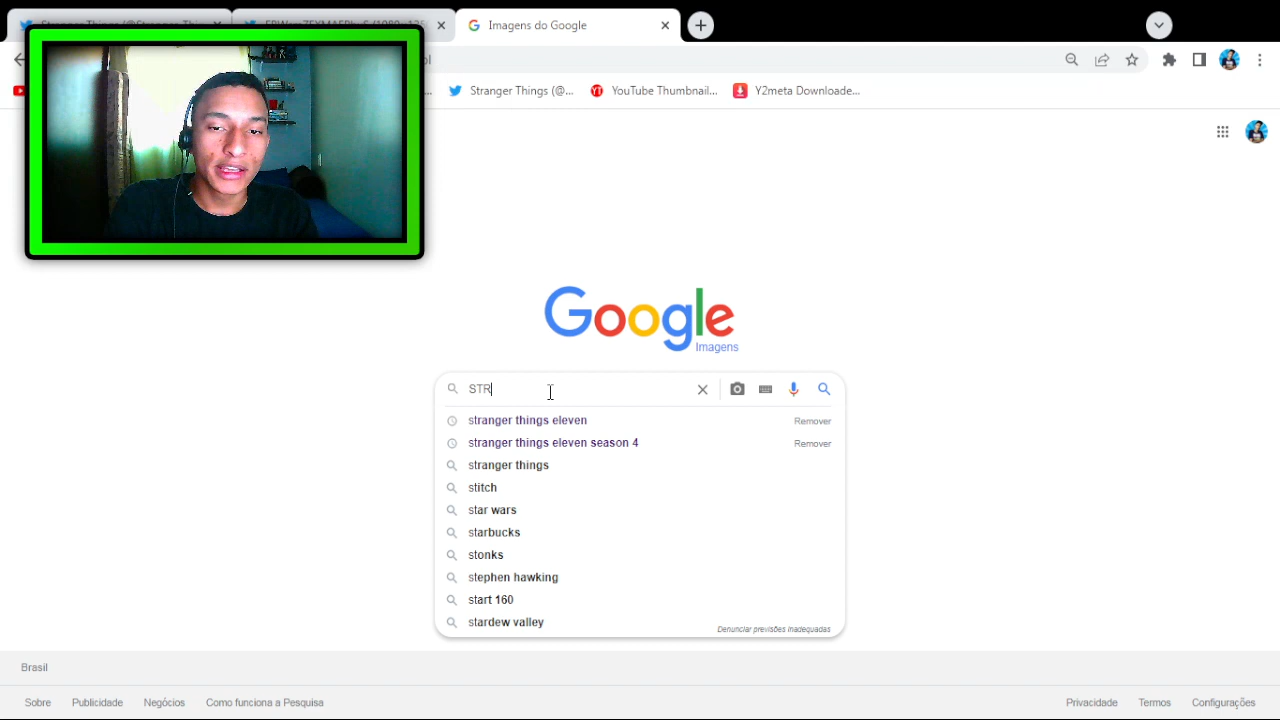 Imagens do Google
Stranger Things (@...
YouTube Thumbnail...
Y2meta Downloade...
Google
Imagens
STR
stranger things eleven Remover
stranger things eleven season 4 Remover
stranger things
stitch
star wars
starbucks
stonks
stephen hawking
start 160
stardew valley
Denunciar previsões inadequadas
Brasil
Sobre Publicidade Negócios Como funciona a Pesquisa Privacidade Termos Configurações